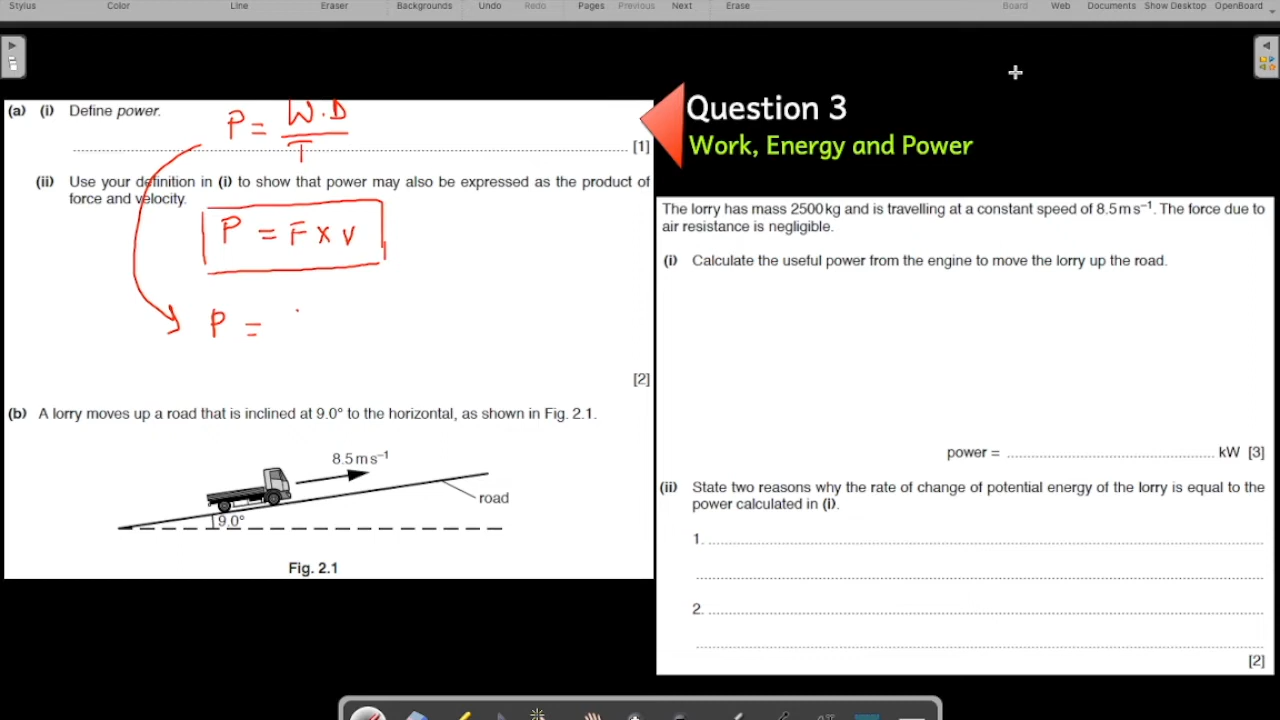 Stylus Color Line Eraser Backgrounds Undo Redo Pages Previous Next Erase Board Web Documents Show Desktop OpenBoard
(a) (i) Define power.
P = W.D
T
[1]
(ii) Use your definition in (i) to show that power may also be expressed as the product of
force and velocity.
P = F x v
P =
[2]
(b) A lorry moves up a road that is inclined at 9.0° to the horizontal, as shown in Fig. 2.1.
8.5 m s⁻¹
road
9.0°
Fig. 2.1
Question 3
Work, Energy and Power
The lorry has mass 2500 kg and is travelling at a constant speed of 8.5 m s⁻¹. The force due to
air resistance is negligible.
(i) Calculate the useful power from the engine to move the lorry up the road.
power = ........................................ kW [3]
(ii) State two reasons why the rate of change of potential energy of the lorry is equal to the
power calculated in (i).
1.
2.
[2]